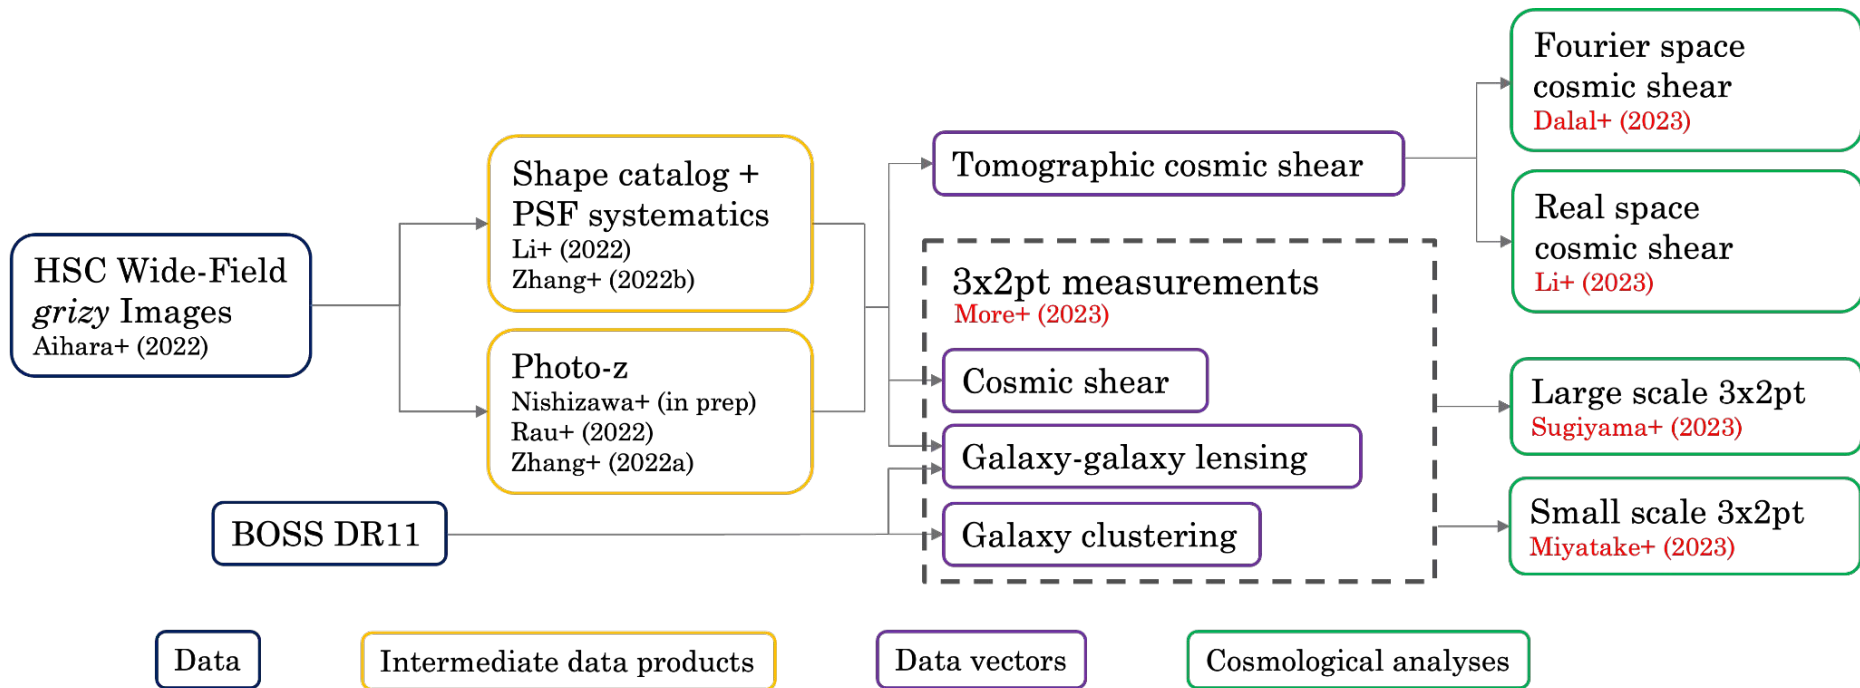 HSC Wide-Field
grizy Images
Aihara+ (2022)
Shape catalog +
PSF systematics
Li+ (2022)
Zhang+ (2022b)
Photo-z
Nishizawa+ (in prep)
Rau+ (2022)
Zhang+ (2022a)
BOSS DR11
Tomographic cosmic shear
3x2pt measurements
More+ (2023)
Cosmic shear
Galaxy-galaxy lensing
Galaxy clustering
Fourier space
cosmic shear
Dalal+ (2023)
Real space
cosmic shear
Li+ (2023)
Large scale 3x2pt
Sugiyama+ (2023)
Small scale 3x2pt
Miyatake+ (2023)
Data
Intermediate data products
Data vectors
Cosmological analyses